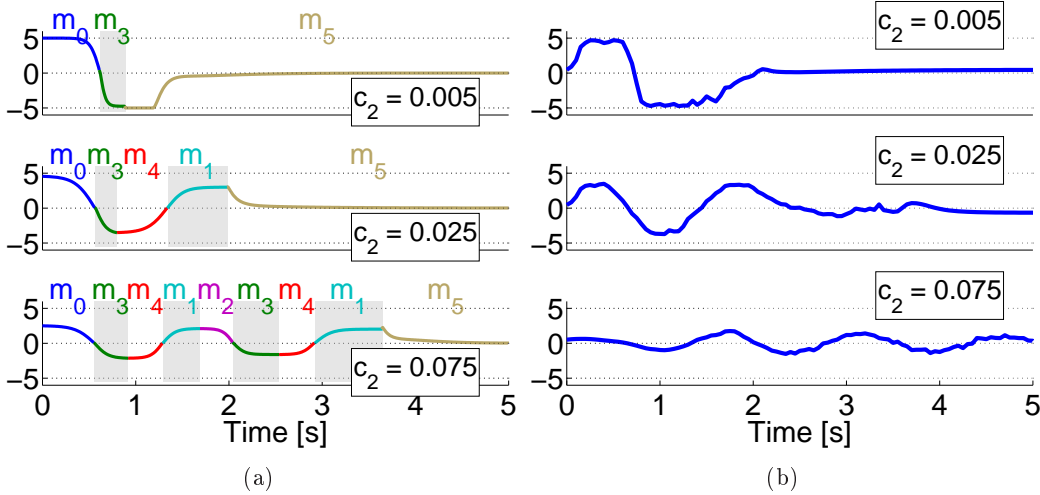 m0 m3 m5
5
0
−5
c2 = 0.005
m0 m3 m4 m1 m5
5
0
−5
c2 = 0.025
m0 m3 m4 m1 m2 m3 m4 m1 m5
5
0
−5
c2 = 0.075
0 1 2 3 4 5
Time [s]
(a)
c2 = 0.005
5
0
−5
c2 = 0.025
5
0
−5
c2 = 0.075
5
0
−5
0 1 2 3 4 5
Time [s]
(b)